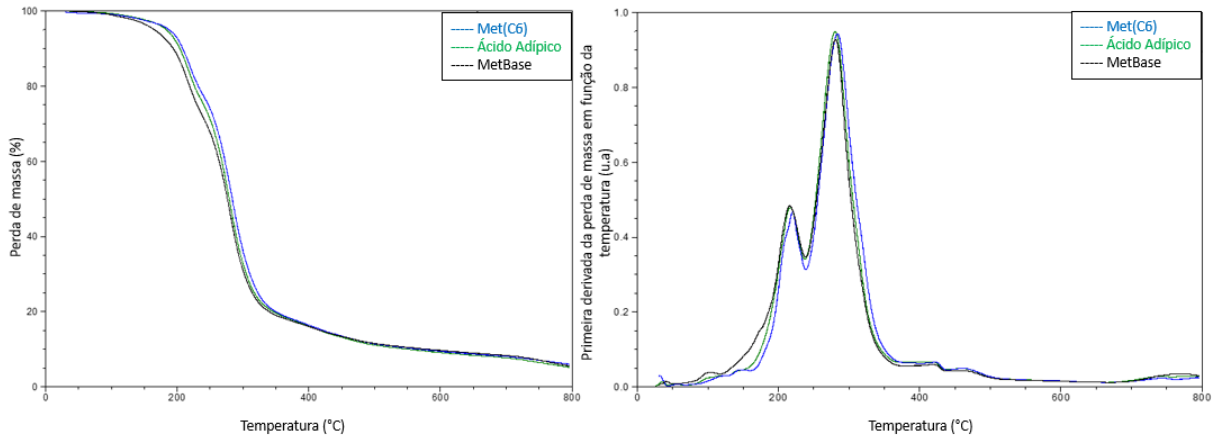 100
80
60
40
20
0
0
200
400
600
800
Perda de massa (%)
Temperatura (°C)
Met(C6)
Ácido Adípico
MetBase
1.0
0.8
0.6
0.4
0.2
0.0
0
200
400
600
800
Primeira derivada da perda de massa em função da
temperatura (u.a)
Temperatura (°C)
Met(C6)
Ácido Adípico
MetBase